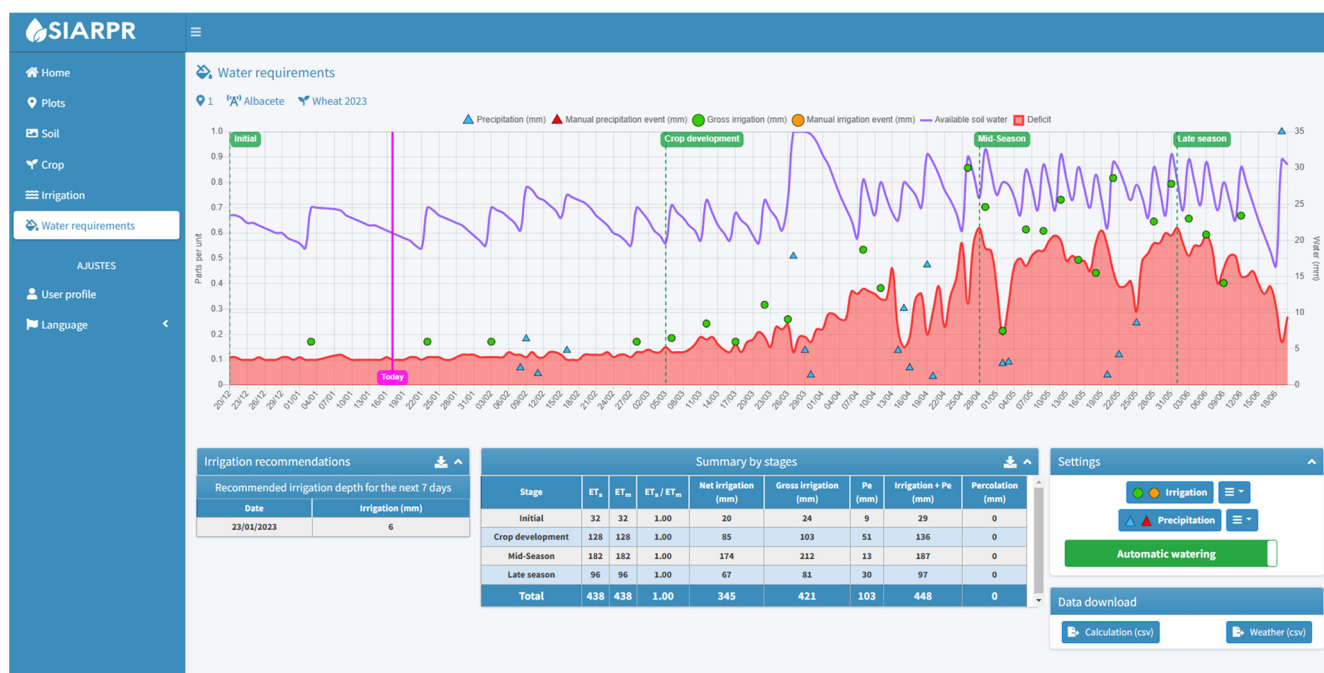 SIARPR
Home
Plots
Soil
Crop
Irrigation
Water requirements
AJUSTES
User profile
Language
Water requirements
1 Albacete Wheat 2023
Precipitation (mm) Manual precipitation event (mm) Gross irrigation (mm) Manual irrigation event (mm) Available soil water Deficit
Initial Crop development Mid-Season Late season
Today
Parts per unit
1.0
0.9
0.8
0.7
0.6
0.5
0.4
0.3
0.2
0.1
0
Water (mm)
35
30
25
20
15
10
5
0
20/12 23/12 26/12 29/12 01/01 04/01 07/01 10/01 13/01 16/01 19/01 22/01 25/01 28/01 31/01 03/02 06/02 09/02 12/02 15/02 18/02 21/02 24/02 27/02 02/03 05/03 08/03 11/03 14/03 17/03 20/03 23/03 26/03 29/03 01/04 04/04 07/04 10/04 13/04 16/04 19/04 22/04 25/04 28/04 01/05 04/05 07/05 10/05 13/05 16/05 19/05 22/05 25/05 28/05 31/05 03/06 06/06 09/06 12/06 15/06 18/06
Irrigation recommendations
Recommended irrigation depth for the next 7 days
Date Irrigation (mm)
23/01/2023 6
Summary by stages
Stage ETa ETm ETa / ETm Net irrigation (mm) Gross irrigation (mm) Pe (mm) Irrigation + Pe (mm) Percolation (mm)
Initial 32 32 1.00 20 24 9 29 0
Crop development 128 128 1.00 85 103 51 136 0
Mid-Season 182 182 1.00 174 212 13 187 0
Late season 96 96 1.00 67 81 30 97 0
Total 438 438 1.00 345 421 103 448 0
Settings
Irrigation
Precipitation
Automatic watering
Data download
Calculation (csv) Weather (csv)